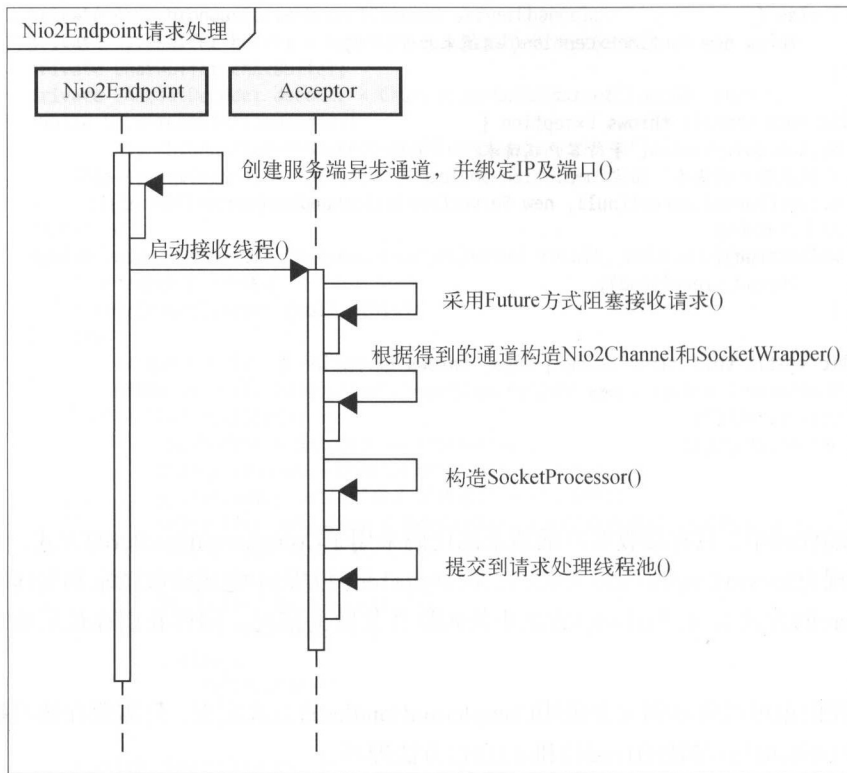 Nio2Endpoint请求处理
Nio2Endpoint
Acceptor
创建服务端异步通道，并绑定IP及端口()
启动接收线程()
采用Future方式阻塞接收请求()
根据得到的通道构造Nio2Channel和SocketWrapper()
构造SocketProcessor()
提交到请求处理线程池()